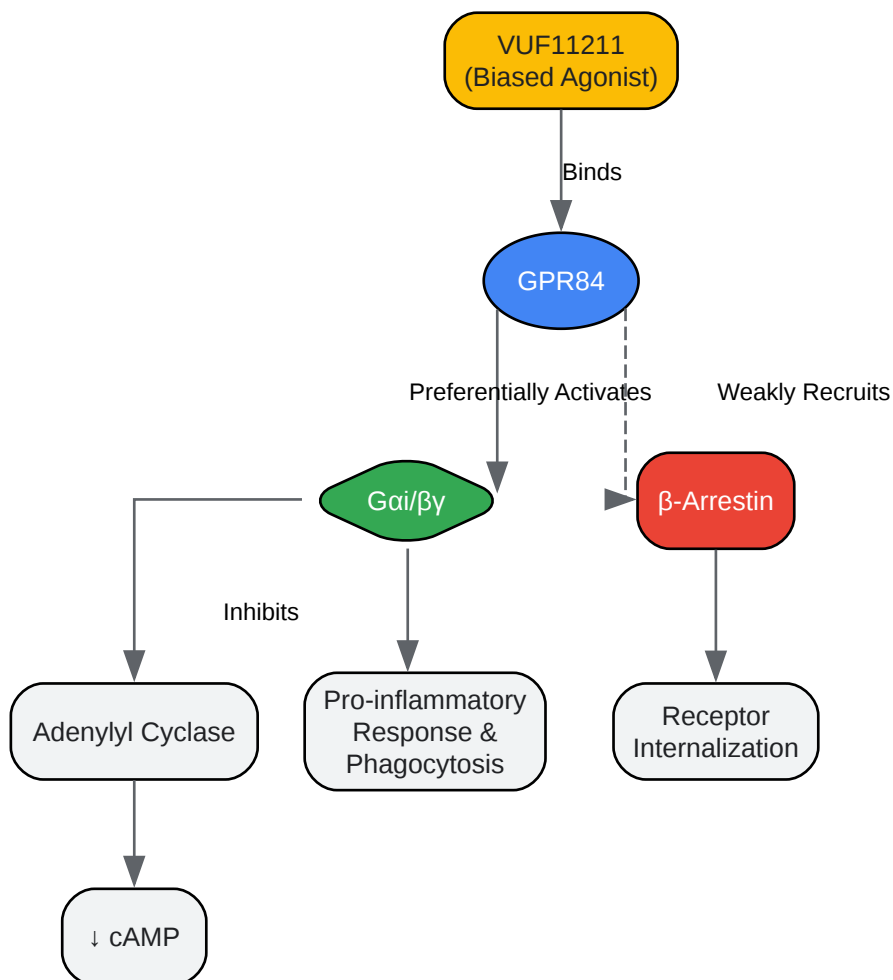 VUF11211
(Biased Agonist)
Binds
GPR84
Preferentially Activates
Weakly Recruits
Gαi/βγ
β-Arrestin
Inhibits
Adenylyl Cyclase
Pro-inflammatory
Response &
Phagocytosis
Receptor
Internalization
↓ cAMP